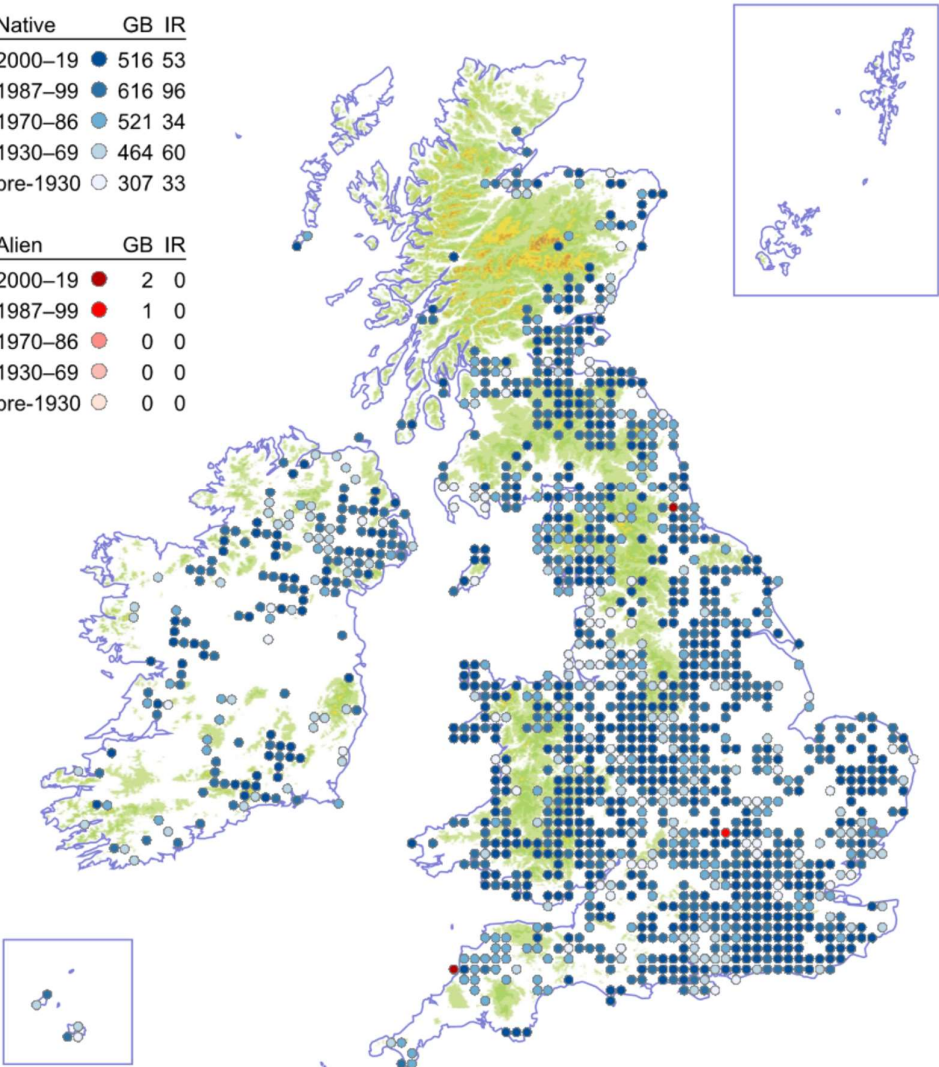 Native GB IR
2000–19 516 53
1987–99 616 96
1970–86 521 34
1930–69 464 60
pre-1930 307 33
Alien GB IR
2000–19 2 0
1987–99 1 0
1970–86 0 0
1930–69 0 0
pre-1930 0 0